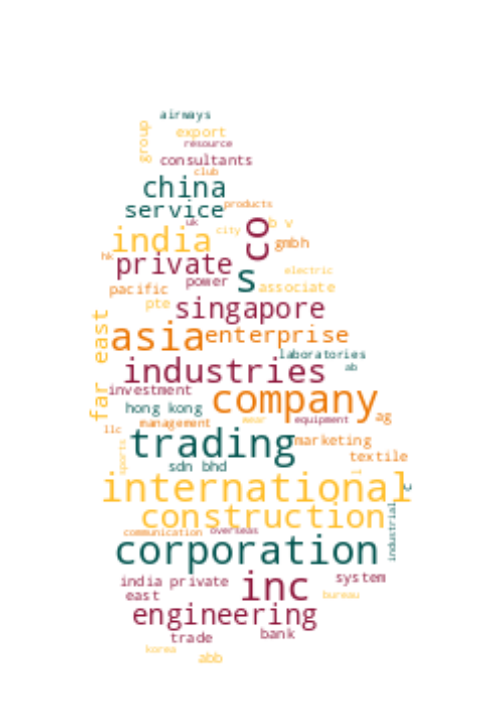 airways
group
export
resource
consultants
club
china
service
products
uk
city
co
b v
india
gmbh
hk
private
s
electric
pacific
power
associate
pte
singapore
far east
asia
enterprise
laboratories
ab
industries
investment
company
hong kong
wear
equipment
ag
management
llc
trading
marketing
sports
textile
sdn bhd
l
international
construction
industrial
communication
overseas
corporation
india private
inc
system
east
bureau
engineering
trade
bank
korea
abb